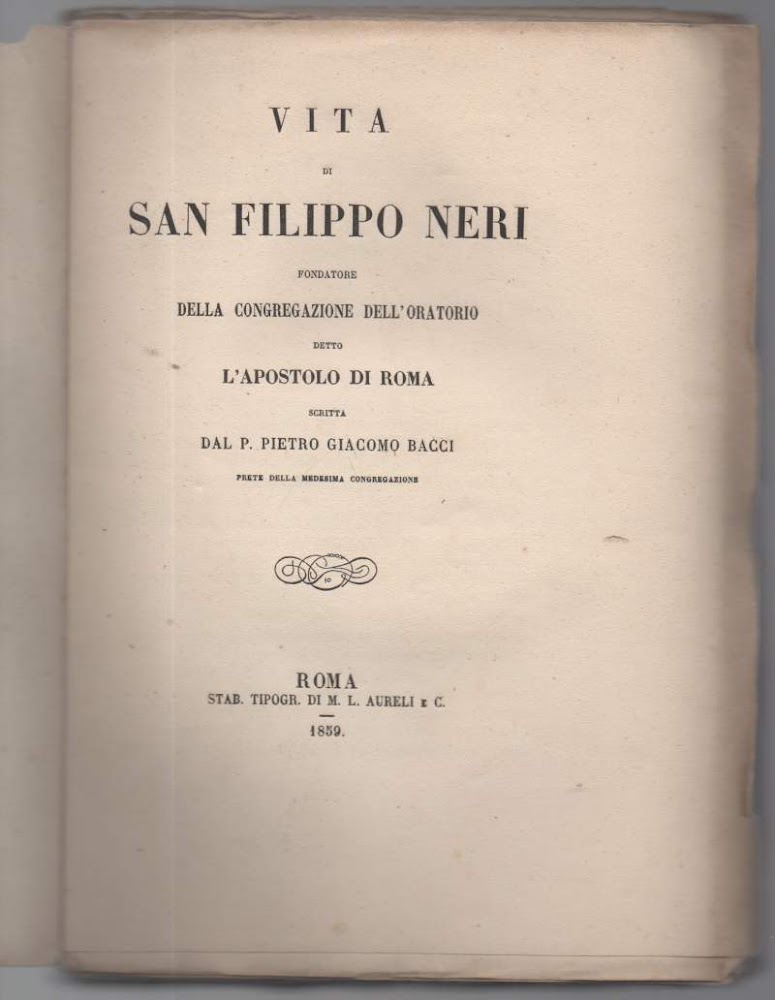 VITA
DI
SAN FILIPPO NERI
FONDATORE
DELLA CONGREGAZIONE DELL'ORATORIO
DETTO
L'APOSTOLO DI ROMA
SCRITTA
DAL P. PIETRO GIACOMO BACCI
PRETE DELLA MEDESIMA CONGREGAZIONE
ROMA
STAB. TIPOGR. DI M. L. AURELI E C.
1859.